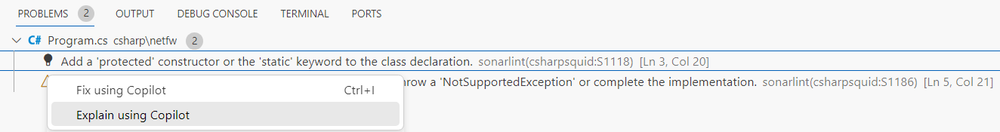 PROBLEMS 2 OUTPUT DEBUG CONSOLE TERMINAL PORTS
C# Program.cs csharp\netfw 2
Add a 'protected' constructor or the 'static' keyword to the class declaration. sonarlint(csharpsquid:S1118) [Ln 3, Col 20]
row a 'NotSupportedException' or complete the implementation. sonarlint(csharpsquid:S1186) [Ln 5, Col 21]
Fix using Copilot Ctrl+I
Explain using Copilot